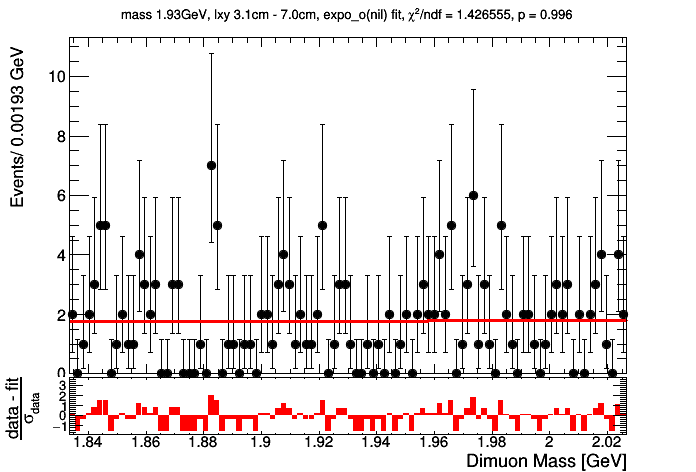 mass 1.93GeV, lxy 3.1cm - 7.0cm, expo_o(nil) fit, χ²/ndf = 1.426555, p = 0.996
Events/ 0.00193 GeV
10
8
6
4
2
0
data - fit
σdata
3
2
1
0
−1
1.84 1.86 1.88 1.9 1.92 1.94 1.96 1.98 2 2.02
Dimuon Mass [GeV]